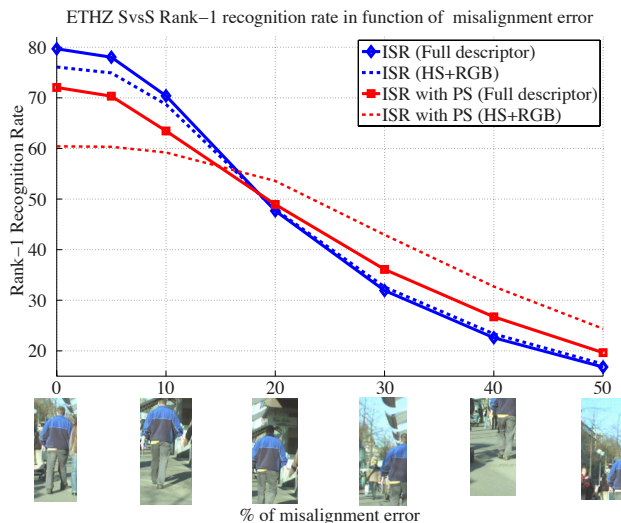 ETHZ SvsS Rank−1 recognition rate in function of misalignment error
80
70
60
50
40
30
20
Rank−1 Recognition Rate
ISR (Full descriptor)
ISR (HS+RGB)
ISR with PS (Full descriptor)
ISR with PS (HS+RGB)
0 10 20 30 40 50
% of misalignment error